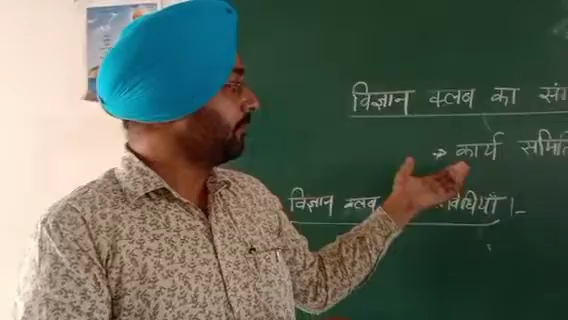 विज्ञान क्लब का
→ कार्य समिति
विज्ञान क्लब